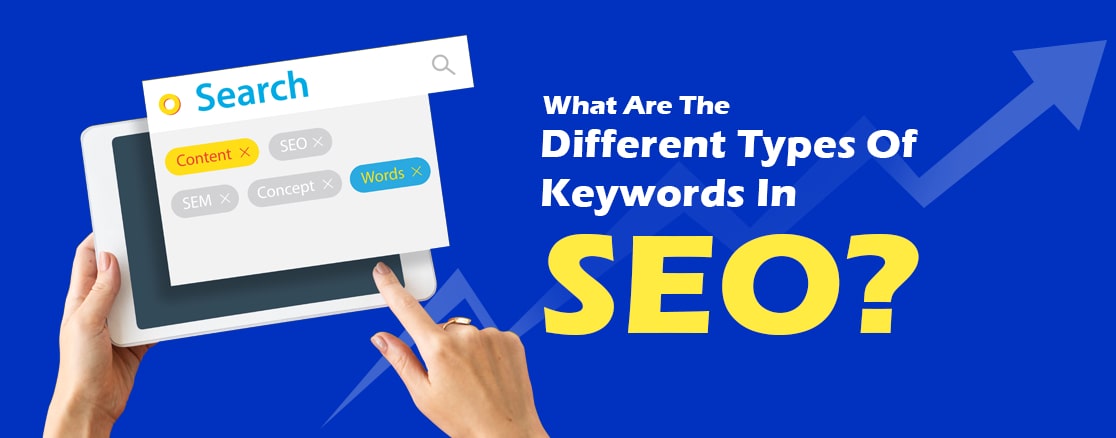 Search
Content ×
SEO ×
SEM ×
Concept ×
Words ×
What Are The
Different Types Of
Keywords In
SEO?